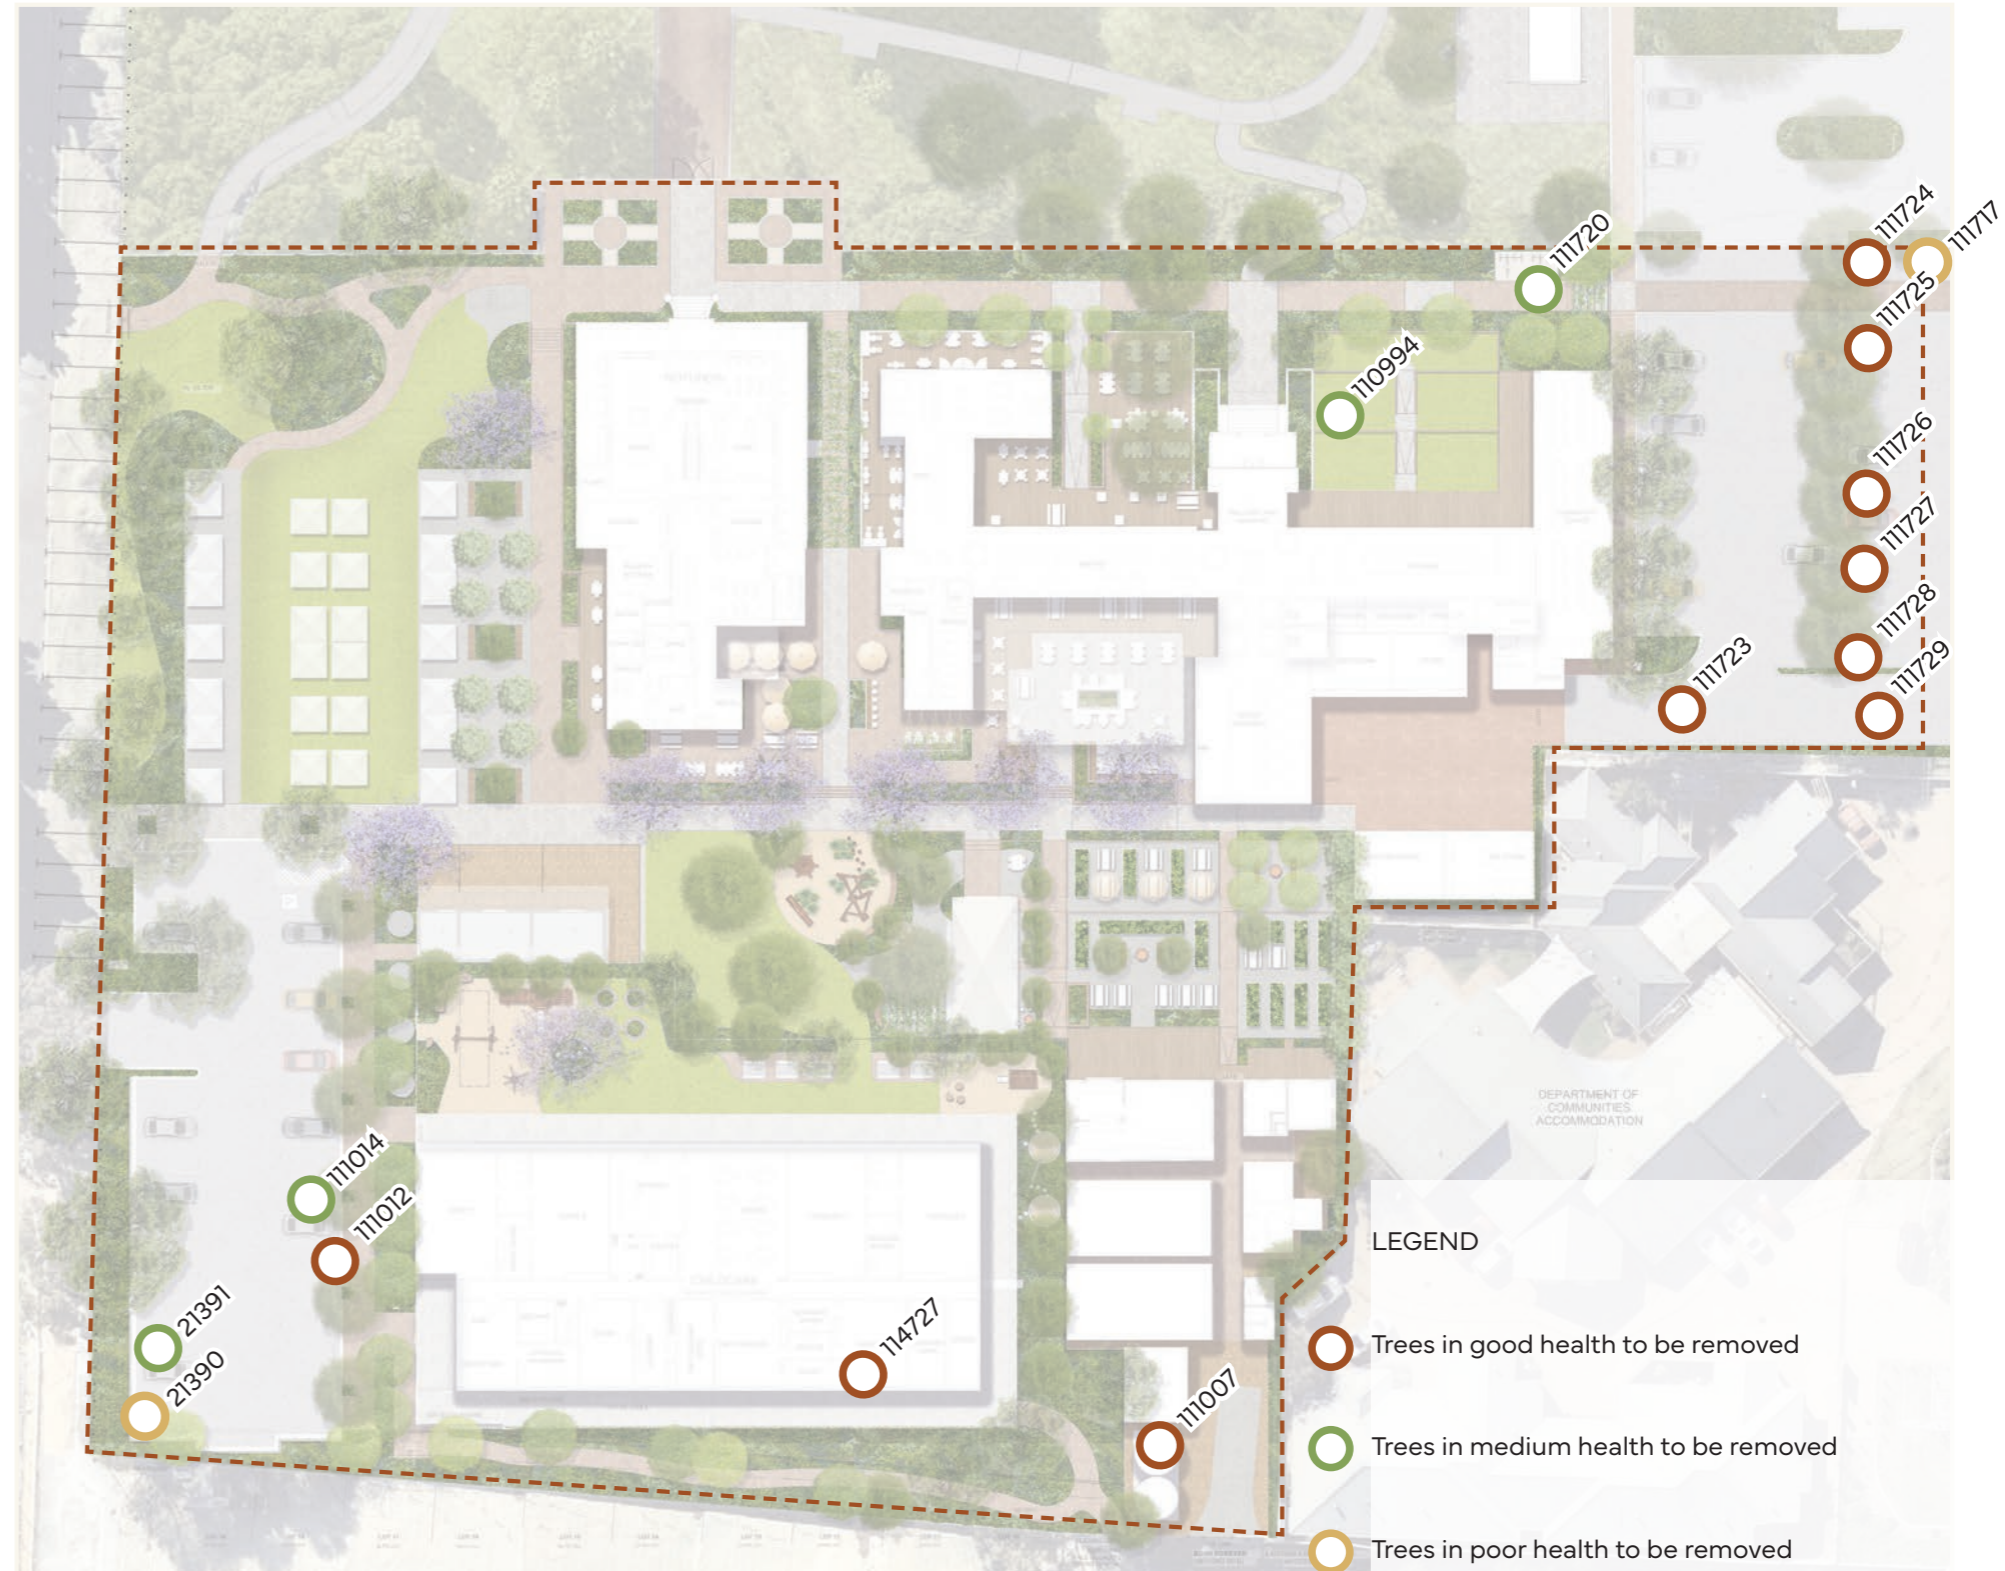 111724
111717
111720
111725
110994
111726
111727
111728
111729
111723
DEPARTMENT OF
COMMUNITIES
ACCOMMODATION
111014
111012
21391
21390
114727
111007
LEGEND
Trees in good health to be removed
Trees in medium health to be removed
Trees in poor health to be removed